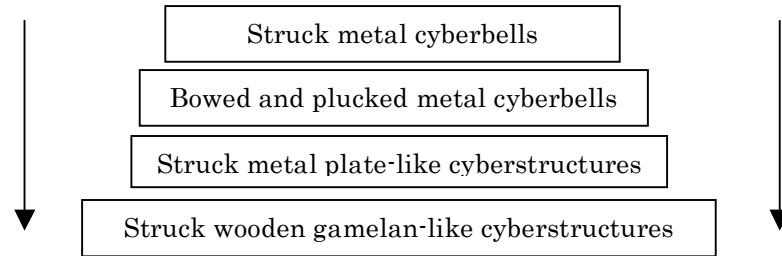 Struck metal cyberbells
Bowed and plucked metal cyberbells
Struck metal plate-like cyberstructures
Struck wooden gamelan-like cyberstructures